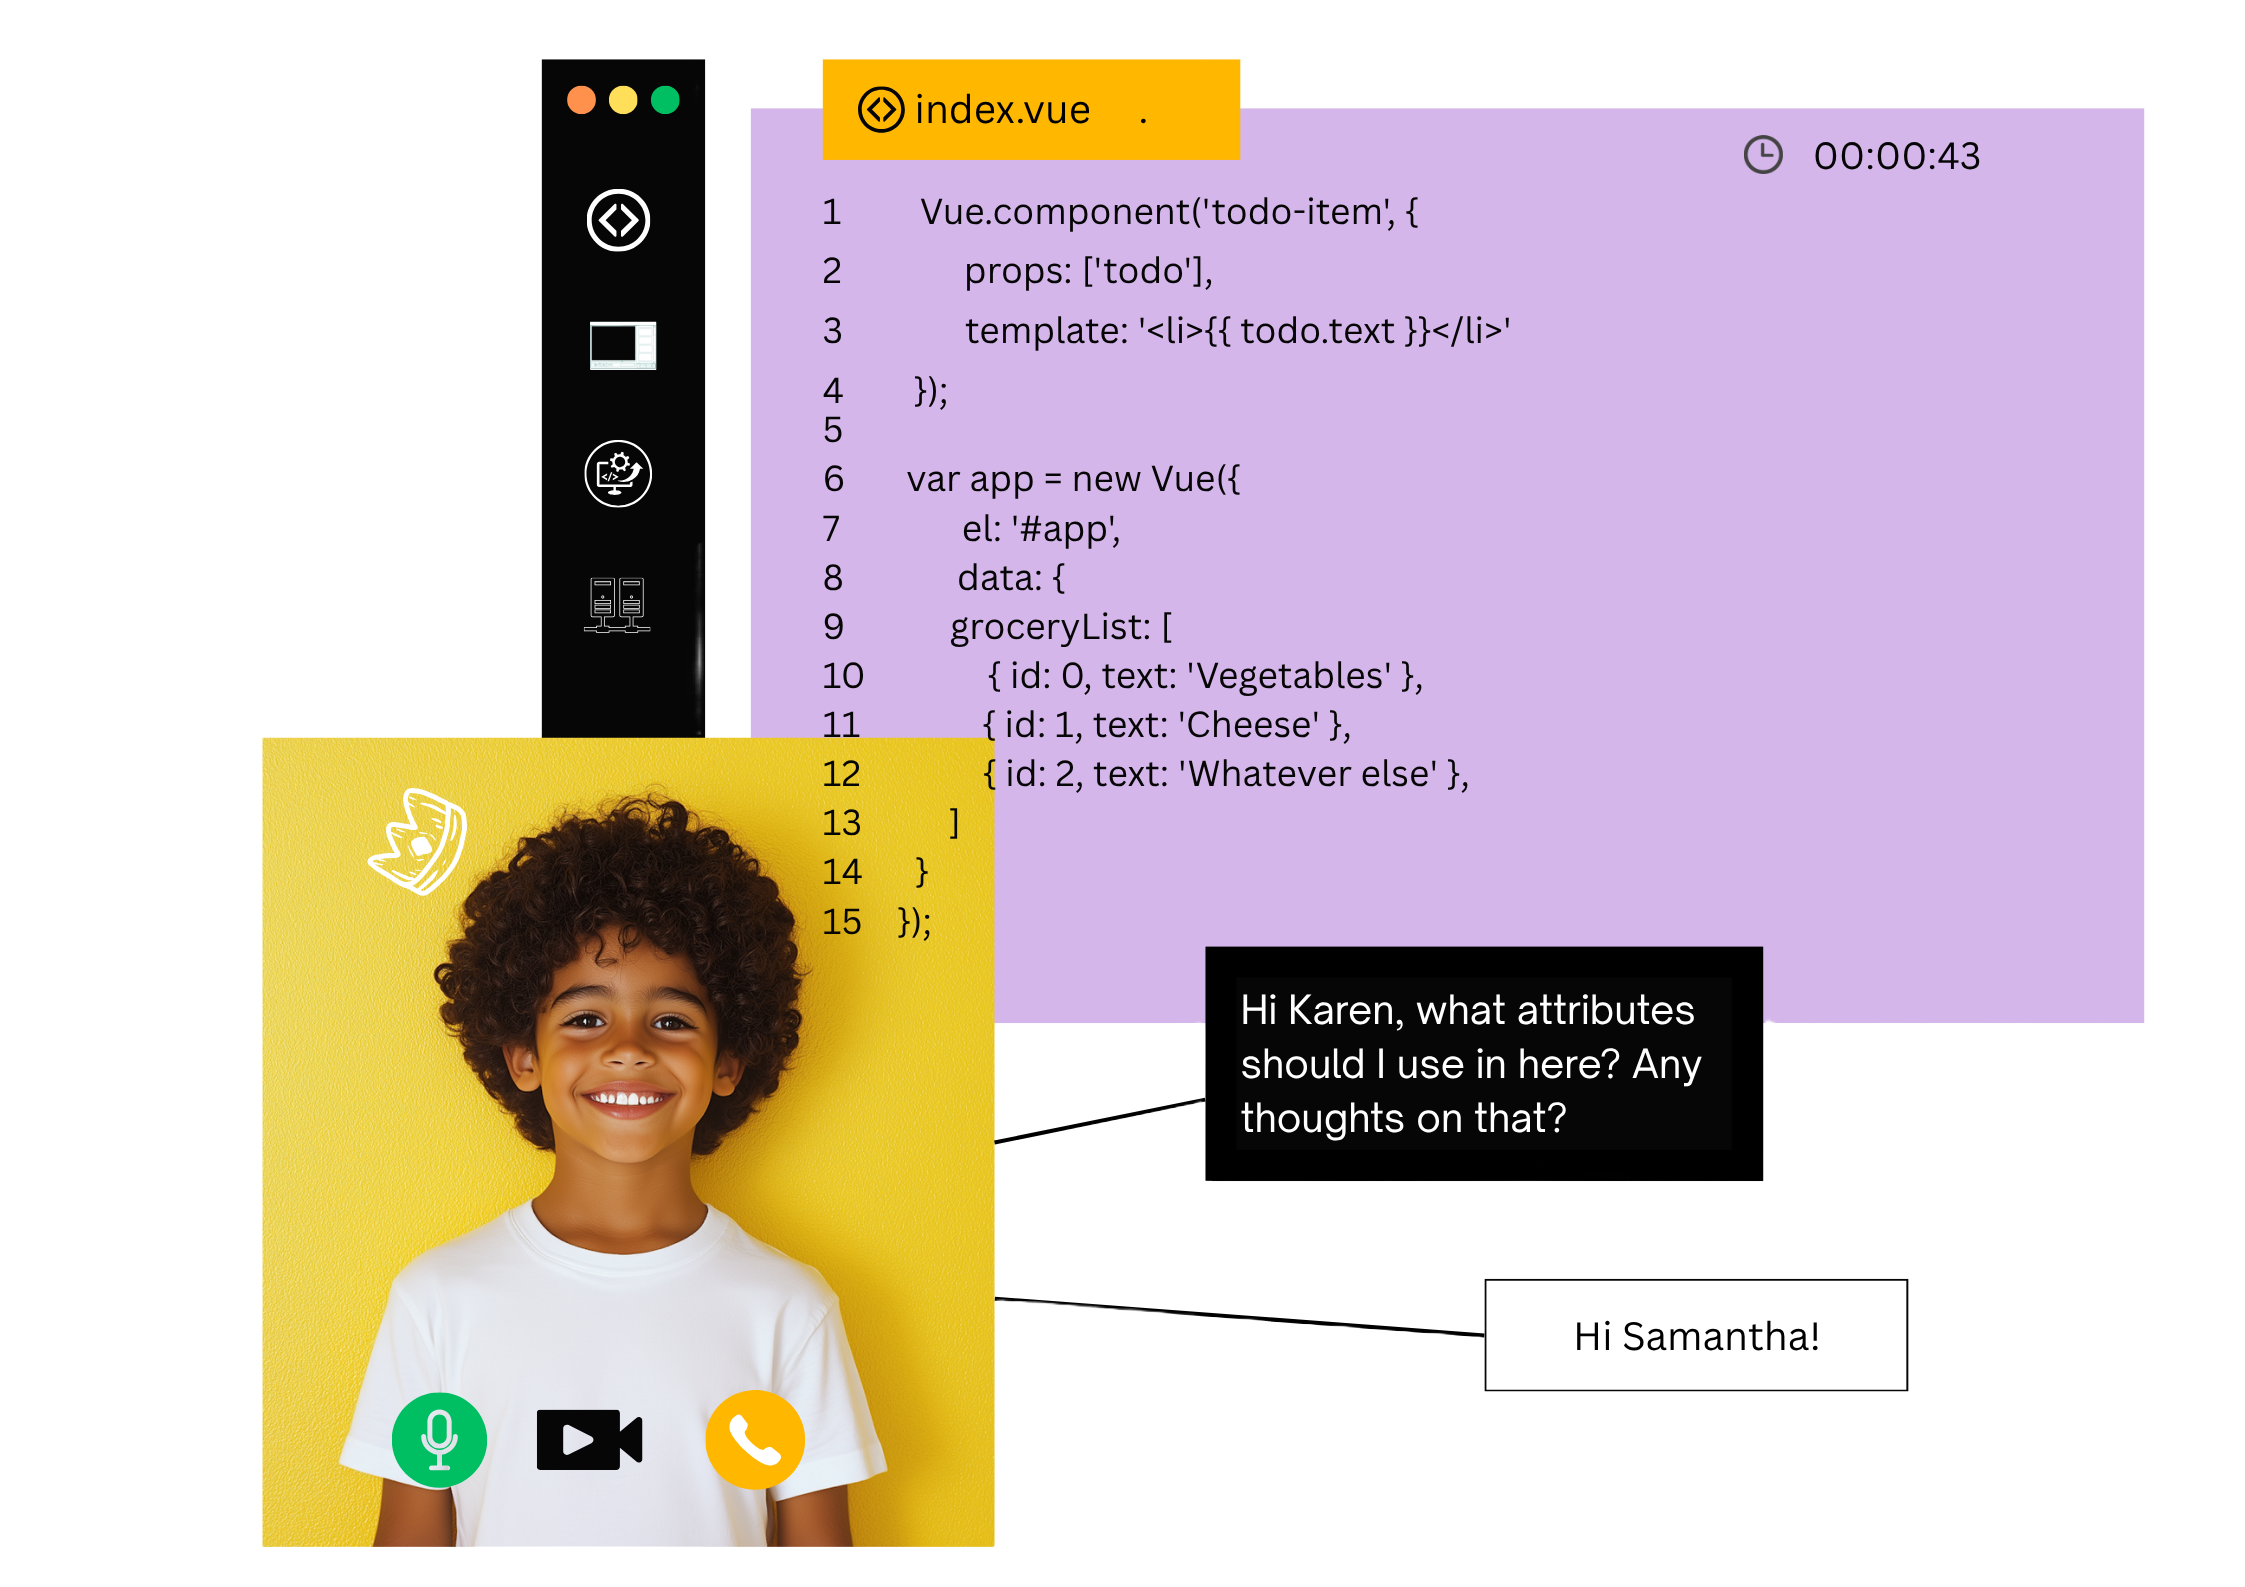 index.vue .
00:00:43
1 Vue.component('todo-item', {
2 props: ['todo'],
3 template: '<li>{{ todo.text }}</li>'
4 });
5
6 var app = new Vue({
7 el: '#app',
8 data: {
9 groceryList: [
10 { id: 0, text: 'Vegetables' },
11 { id: 1, text: 'Cheese' },
12 { id: 2, text: 'Whatever else' },
13 ]
14 }
15 });
Hi Karen, what attributes
should I use in here? Any
thoughts on that?
Hi Samantha!